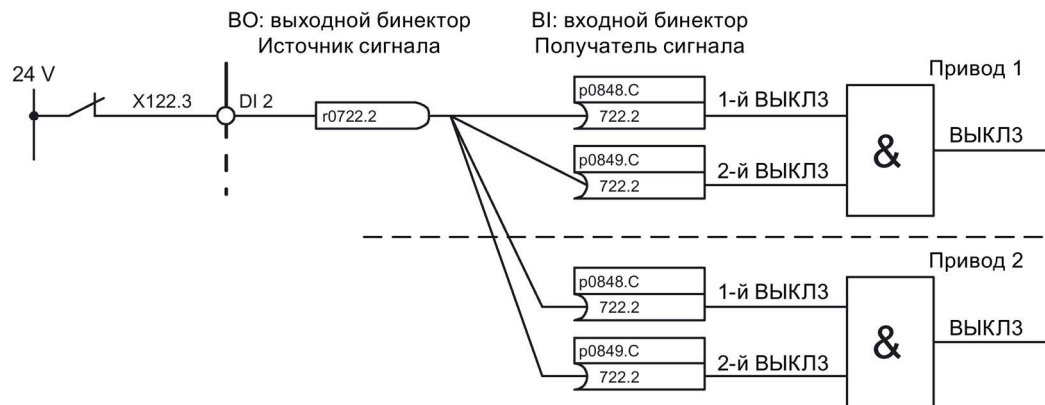 ВО: выходной бинектор
Источник сигнала
BI: входной бинектор
Получатель сигнала
24 V
X122.3
DI 2
r0722.2
Привод 1
p0848.C
722.2
1-й ВЫКЛ3
p0849.C
722.2
2-й ВЫКЛ3
&
ВЫКЛ3
Привод 2
p0848.C
722.2
1-й ВЫКЛ3
p0849.C
722.2
2-й ВЫКЛ3
&
ВЫКЛ3